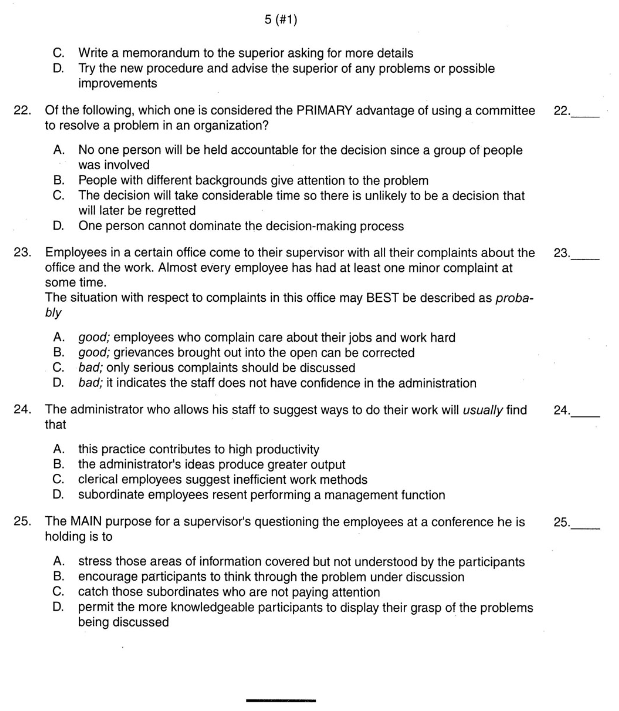 5 (#1)
C. Write a memorandum to the superior asking for more details
D. Try the new procedure and advise the superior of any problems or possible
improvements
22. Of the following, which one is considered the PRIMARY advantage of using a committee 22.____
to resolve a problem in an organization?
A. No one person will be held accountable for the decision since a group of people
was involved
B. People with different backgrounds give attention to the problem
C. The decision will take considerable time so there is unlikely to be a decision that
will later be regretted
D. One person cannot dominate the decision-making process
23. Employees in a certain office come to their supervisor with all their complaints about the 23.____
office and the work. Almost every employee has had at least one minor complaint at
some time.
The situation with respect to complaints in this office may BEST be described as proba-
bly
A. good; employees who complain care about their jobs and work hard
B. good; grievances brought out into the open can be corrected
C. bad; only serious complaints should be discussed
D. bad; it indicates the staff does not have confidence in the administration
24. The administrator who allows his staff to suggest ways to do their work will usually find 24.____
that
A. this practice contributes to high productivity
B. the administrator's ideas produce greater output
C. clerical employees suggest inefficient work methods
D. subordinate employees resent performing a management function
25. The MAIN purpose for a supervisor's questioning the employees at a conference he is 25.____
holding is to
A. stress those areas of information covered but not understood by the participants
B. encourage participants to think through the problem under discussion
C. catch those subordinates who are not paying attention
D. permit the more knowledgeable participants to display their grasp of the problems
being discussed